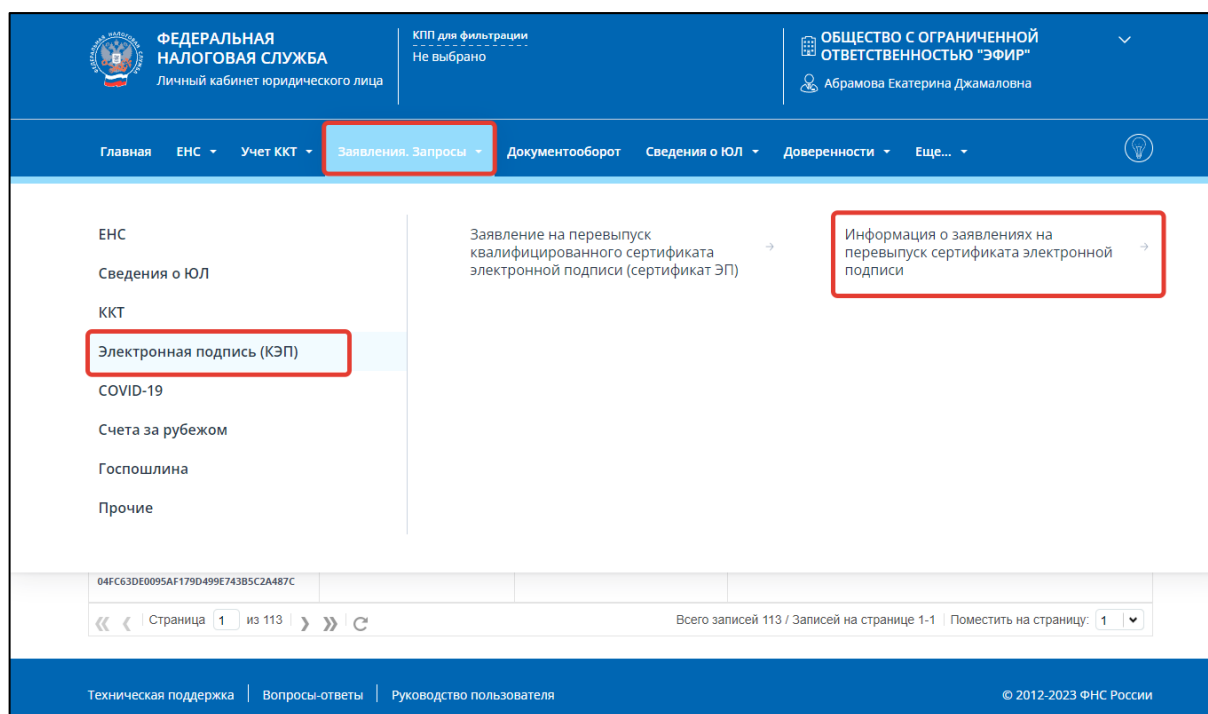 ФЕДЕРАЛЬНАЯ
НАЛОГОВАЯ СЛУЖБА
Личный кабинет юридического лица
КПП для фильтрации
Не выбрано
ОБЩЕСТВО С ОГРАНИЧЕННОЙ
ОТВЕТСТВЕННОСТЬЮ "ЭФИР"
Абрамова Екатерина Джамаловна
Главная ЕНС Учет ККТ Заявления. Запросы Документооборот Сведения о ЮЛ Доверенности Еще...
ЕНС
Сведения о ЮЛ
ККТ
Электронная подпись (КЭП)
COVID-19
Счета за рубежом
Госпошлина
Прочие
Заявление на перевыпуск
квалифицированного сертификата
электронной подписи (сертификат ЭП)
Информация о заявлениях на
перевыпуск сертификата электронной
подписи
04FC63DE0095AF179D499E743B5C2A487C
Страница 1 из 113
Всего записей 113 / Записей на странице 1-1 Поместить на страницу: 1
Техническая поддержка Вопросы-ответы Руководство пользователя
© 2012-2023 ФНС России